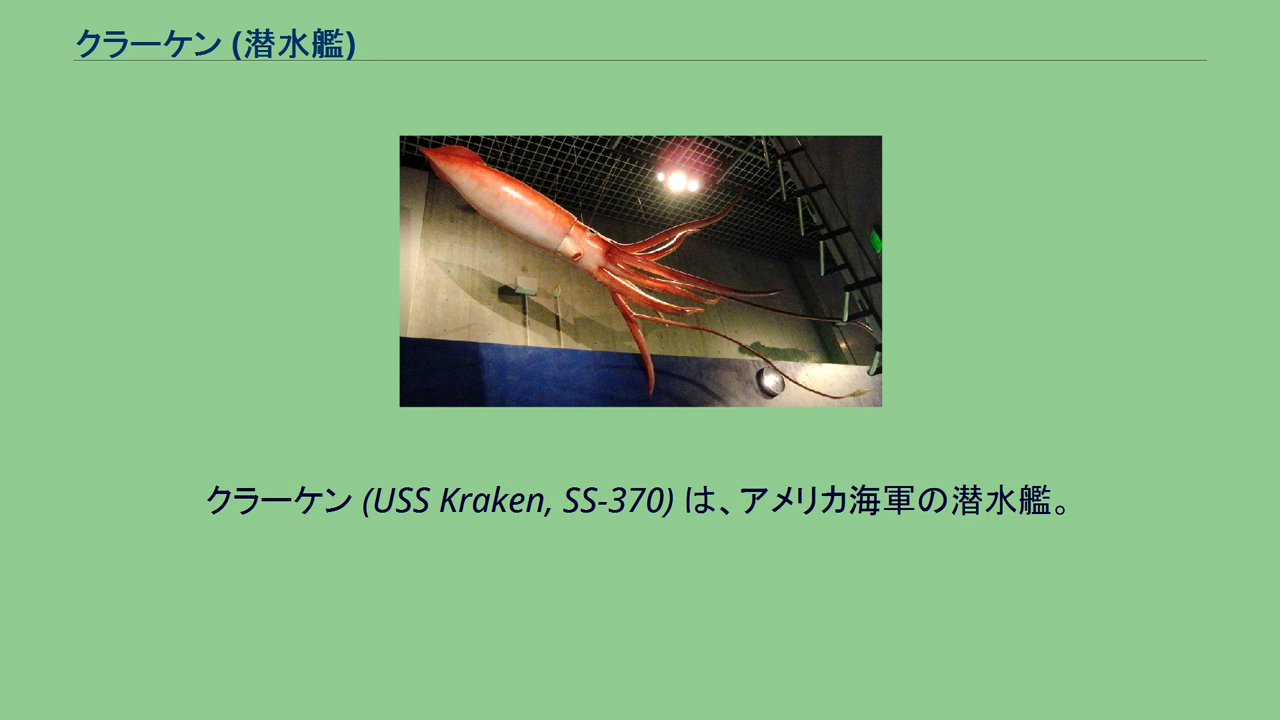 クラーケン (潜水艦)
クラーケン (USS Kraken, SS-370) は、アメリカ海軍の潜水艦。